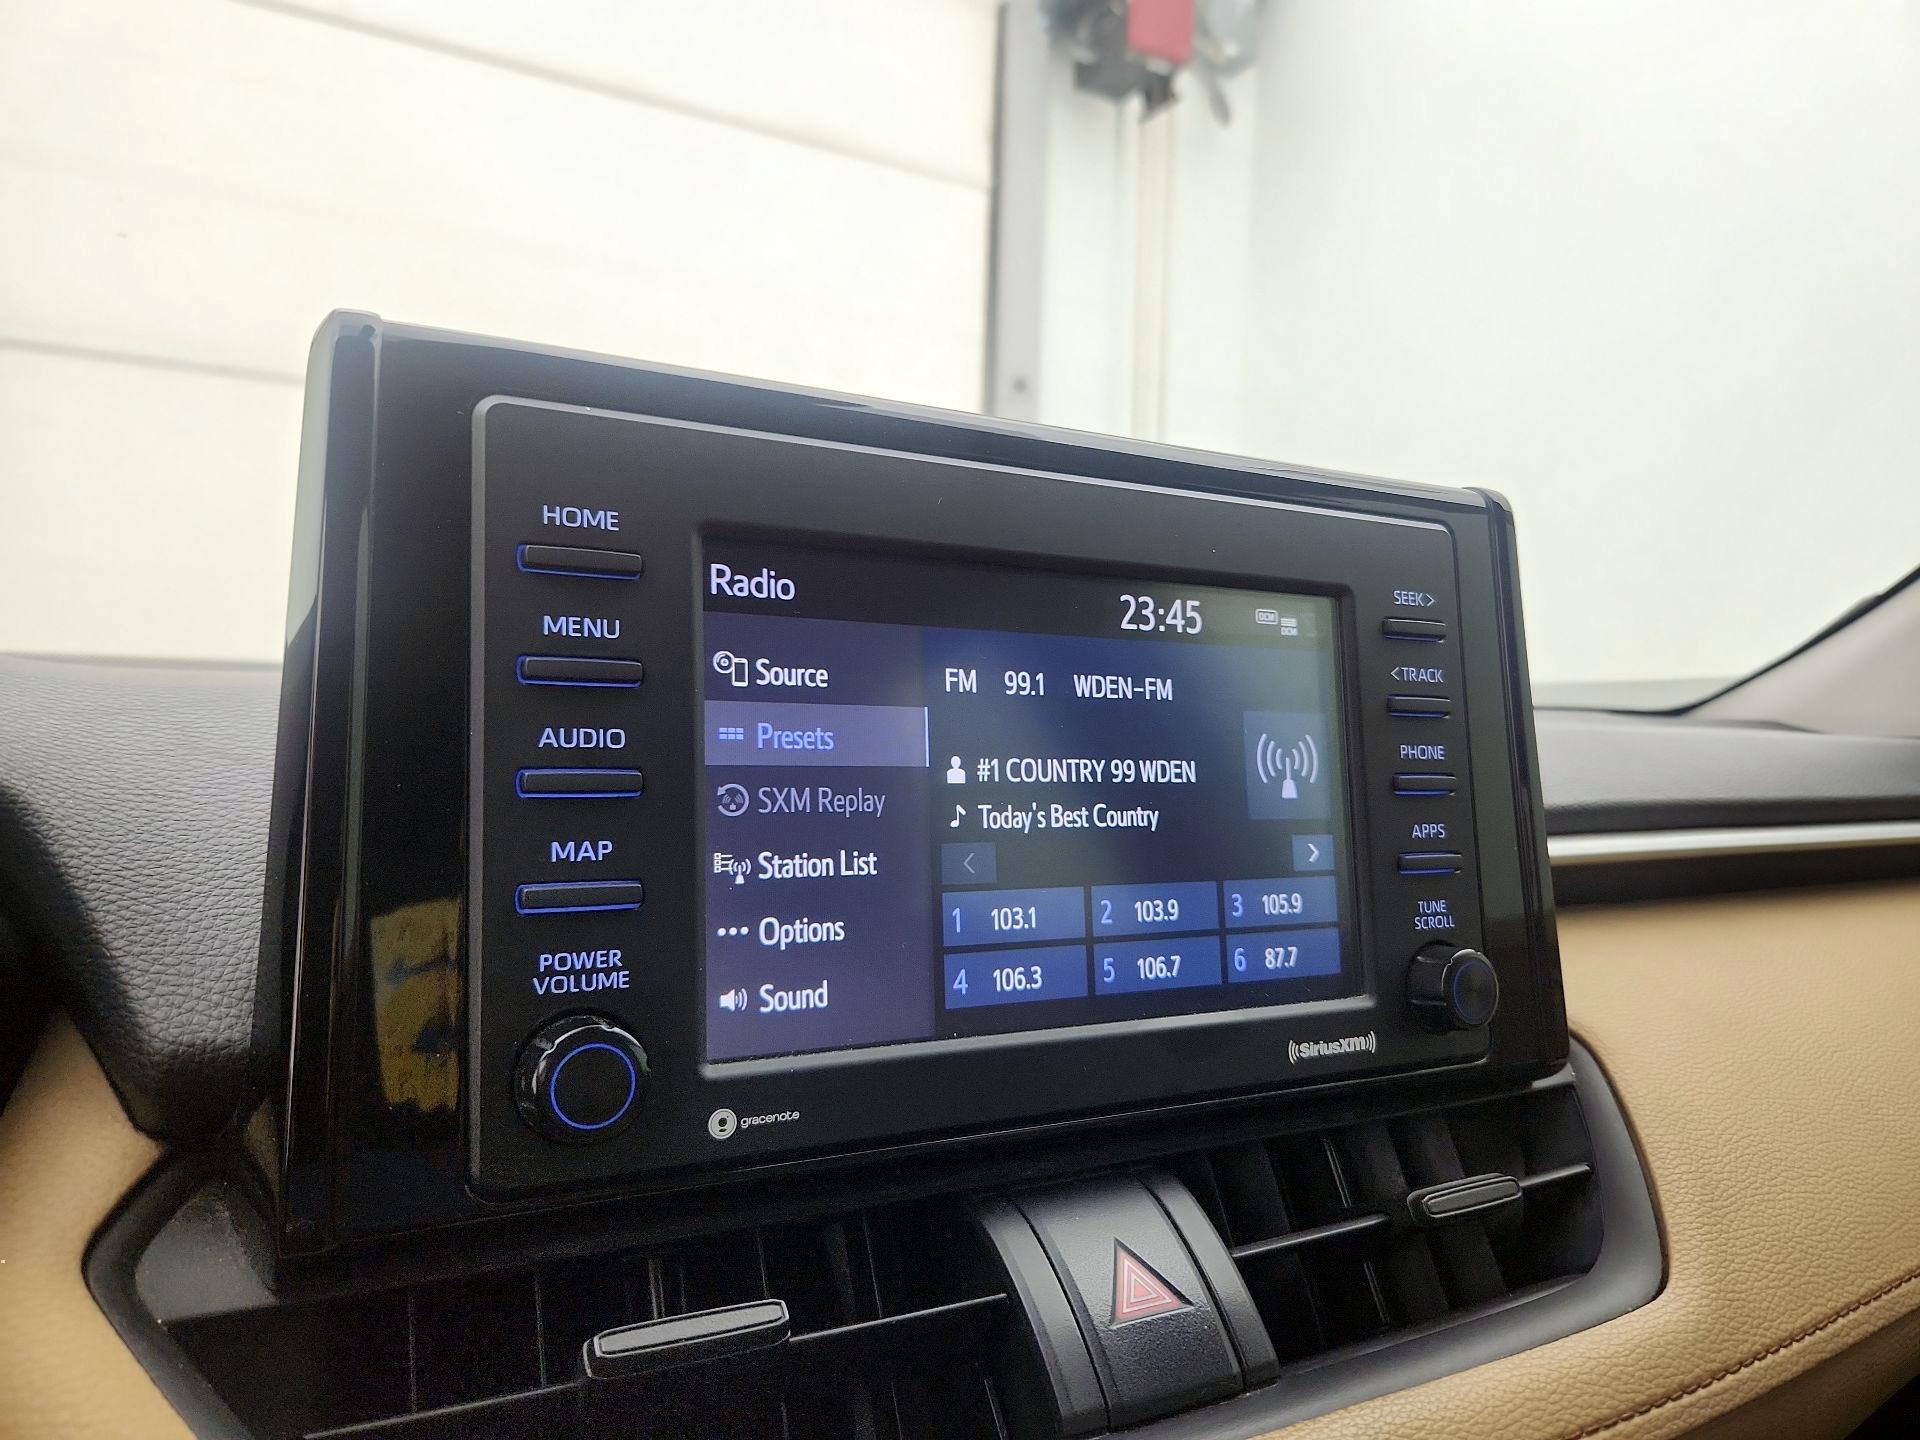 HOME
MENU
AUDIO
MAP
POWER
VOLUME
Radio
23:45
DCM
DCM
Source
Presets
SXM Replay
Station List
Options
Sound
FM 99.1 WDEN-FM
#1 COUNTRY 99 WDEN
Today's Best Country
< >
1 103.1 2 103.9 3 105.9
4 106.3 5 106.7 6 87.7
SEEK>
<TRACK
PHONE
APPS
TUNE
SCROLL
gracenote
((SiriusXM))